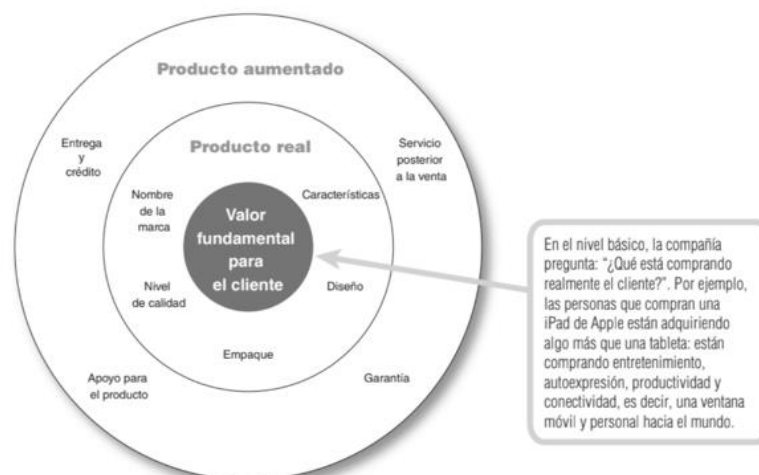 Producto aumentado
Entrega
y
crédito
Servicio
posterior
a la venta
Producto real
Nombre
de la
marca
Características
Valor
fundamental
para
el cliente
Nivel
de calidad
Diseño
Empaque
Apoyo para
el producto
Garantía
En el nivel básico, la compañía
pregunta: “¿Qué está comprando
realmente el cliente?”. Por ejemplo,
las personas que compran una
iPad de Apple están adquiriendo
algo más que una tableta: están
comprando entretenimiento,
autoexpresión, productividad y
conectividad, es decir, una ventana
móvil y personal hacia el mundo.